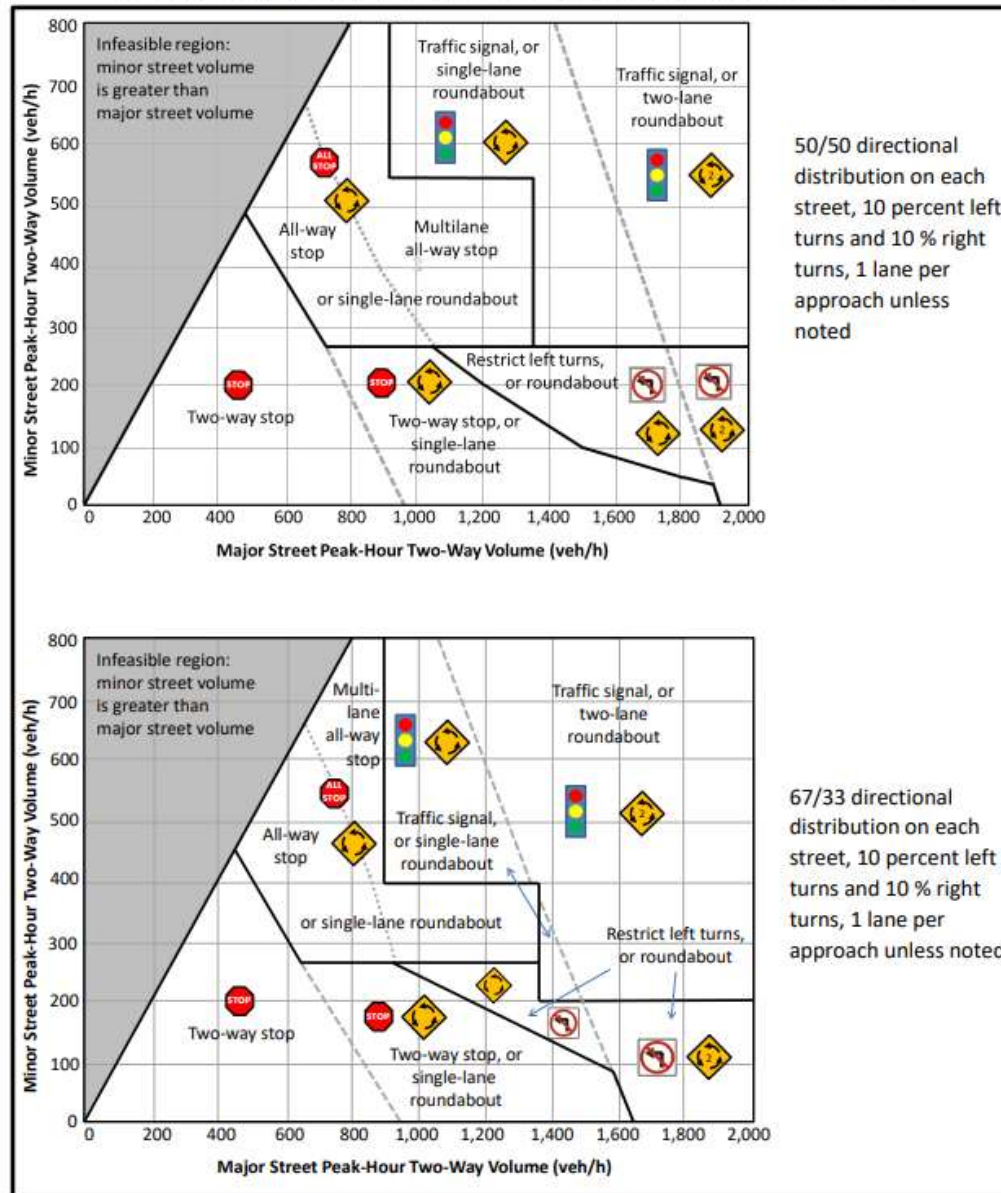 800
700
600
500
400
300
200
100
0
Minor Street Peak-Hour Two-Way Volume (veh/h)
Infeasible region:
minor street volume
is greater than
major street volume
Traffic signal, or
single-lane
roundabout
Traffic signal, or
two-lane
roundabout
ALL
STOP
2
All-way
stop
Multilane
all-way stop
or single-lane roundabout
Restrict left turns,
or roundabout
STOP
Two-way stop
STOP
Two-way stop, or
single-lane
roundabout
2
0 200 400 600 800 1,000 1,200 1,400 1,600 1,800 2,000
Major Street Peak-Hour Two-Way Volume (veh/h)
50/50 directional
distribution on each
street, 10 percent left
turns and 10 % right
turns, 1 lane per
approach unless
noted
800
700
600
500
400
300
200
100
0
Minor Street Peak-Hour Two-Way Volume (veh/h)
Infeasible region:
minor street volume
is greater than
major street volume
Multi-
lane
all-way
stop
Traffic signal, or
two-lane
roundabout
ALL
STOP
2
All-way
stop
Traffic signal,
or single-lane
roundabout
or single-lane roundabout
Restrict left turns,
or roundabout
STOP
Two-way stop
STOP
Two-way stop, or
single-lane
roundabout
2
0 200 400 600 800 1,000 1,200 1,400 1,600 1,800 2,000
Major Street Peak-Hour Two-Way Volume (veh/h)
67/33 directional
distribution on each
street, 10 percent left
turns and 10 % right
turns, 1 lane per
approach unless noted